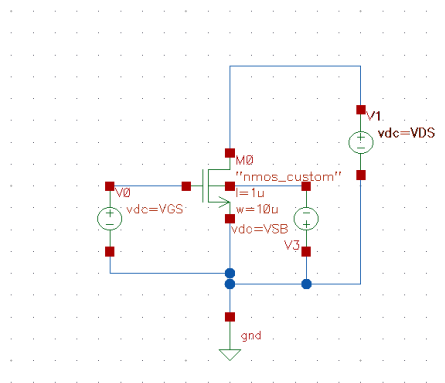 V1
vdc=VDS
M0
"nmos_custom"
V0
l=1u
vdc=VGS
w=10u
vdc=VSB
V3
gnd